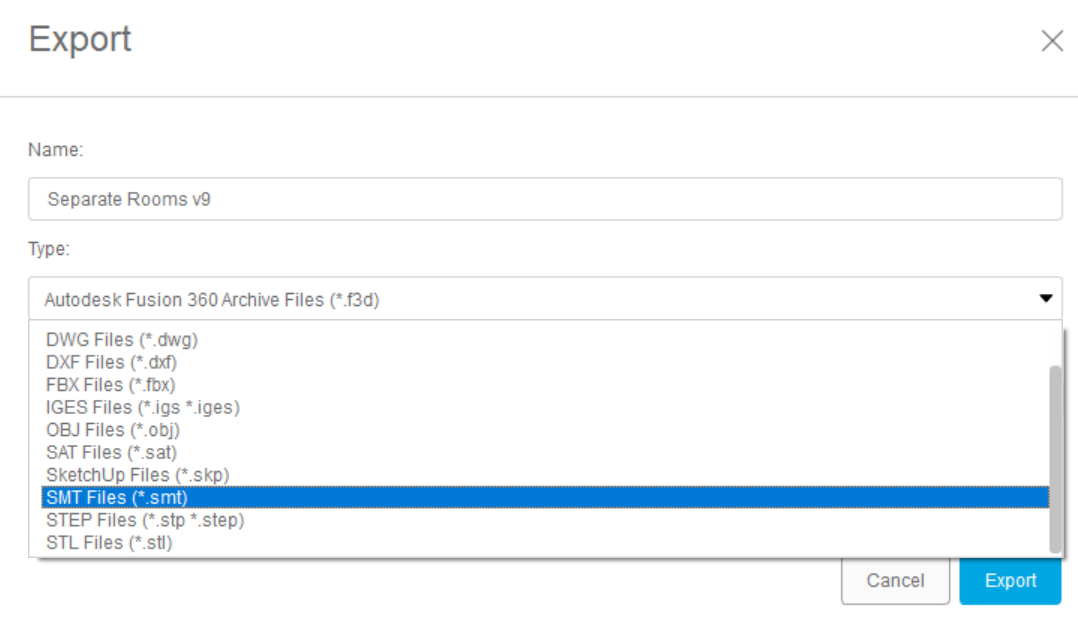 Export
Name:
Separate Rooms v9
Type:
Autodesk Fusion 360 Archive Files (*.f3d)
DWG Files (*.dwg)
DXF Files (*.dxf)
FBX Files (*.fbx)
IGES Files (*.igs *.iges)
OBJ Files (*.obj)
SAT Files (*.sat)
SketchUp Files (*.skp)
SMT Files (*.smt)
STEP Files (*.stp *.step)
STL Files (*.stl)
Cancel Export